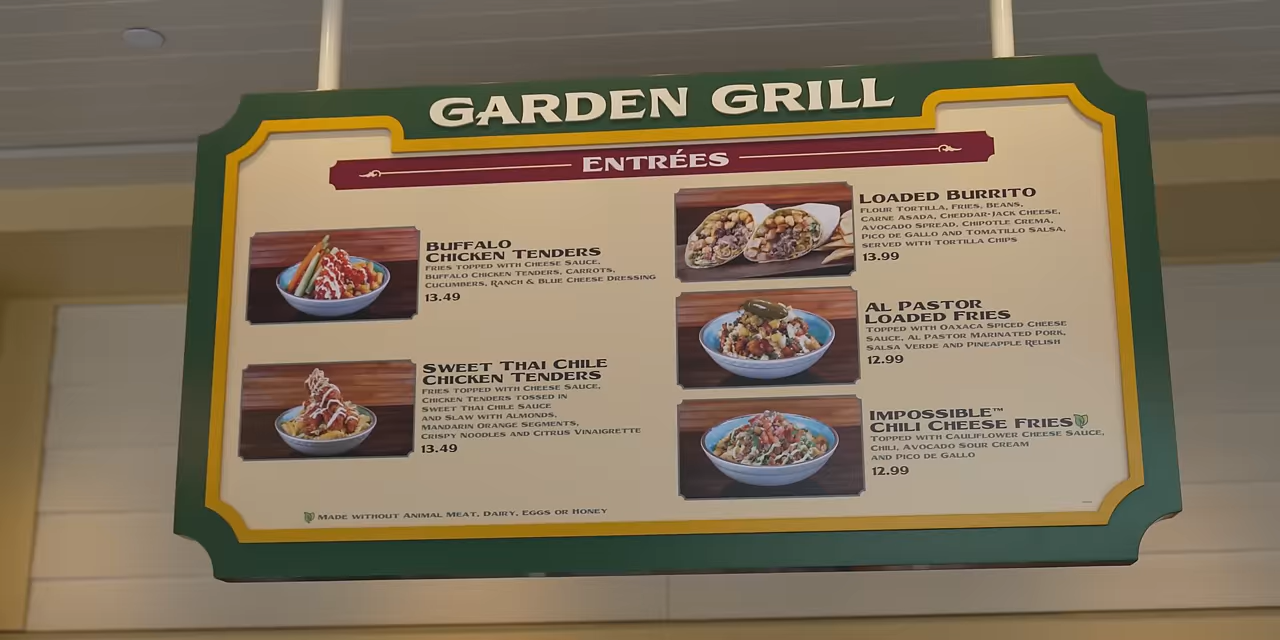 GARDEN GRILL
ENTRÉES
BUFFALO
CHICKEN TENDERS
FRIES TOPPED WITH CHEESE SAUCE,
BUFFALO CHICKEN TENDERS, CARROTS,
CUCUMBERS, RANCH & BLUE CHEESE DRESSING
13.49
SWEET THAI CHILE
CHICKEN TENDERS
FRIES TOPPED WITH CHEESE SAUCE,
CHICKEN TENDERS TOSSED IN
SWEET THAI CHILE SAUCE
AND SLAW WITH ALMONDS,
MANDARIN ORANGE SEGMENTS,
CRISPY NOODLES AND CITRUS VINAIGRETTE
13.49
LOADED BURRITO
FLOUR TORTILLA, FRIES, BEANS,
CARNE ASADA, CHEDDAR-JACK CHEESE,
AVOCADO SPREAD, CHIPOTLE CREMA,
PICO DE GALLO AND TOMATILLO SALSA,
SERVED WITH TORTILLA CHIPS
13.99
AL PASTOR
LOADED FRIES
TOPPED WITH OAXACA SPICED CHEESE
SAUCE, AL PASTOR MARINATED PORK,
SALSA VERDE AND PINEAPPLE RELISH
12.99
IMPOSSIBLE™
CHILI CHEESE FRIES
TOPPED WITH CAULIFLOWER CHEESE SAUCE,
CHILI, AVOCADO SOUR CREAM
AND PICO DE GALLO
12.99
MADE WITHOUT ANIMAL MEAT, DAIRY, EGGS OR HONEY